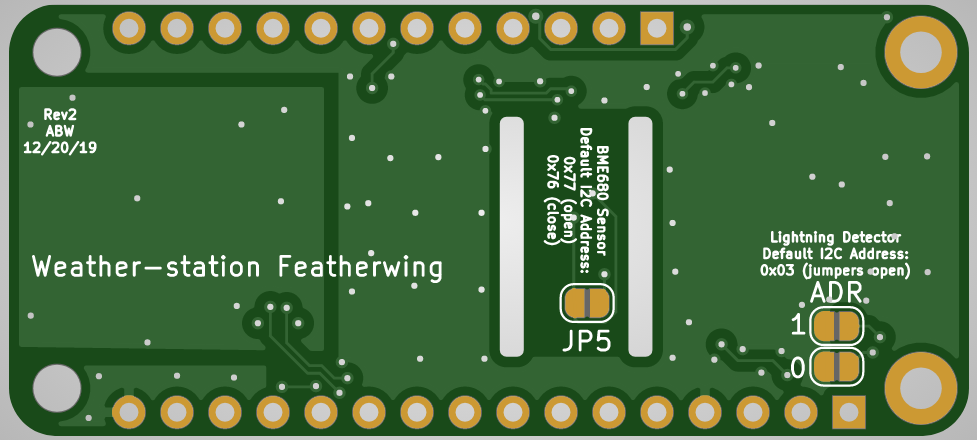 Rev2
ABW
12/20/19
Weather-station Featherwing
BME680 Sensor
Default I2C Address:
0x77 (open)
0x76 (close)
JP5
Lightning Detector
Default I2C Address:
0x03 (jumpers open)
ADR
1
0